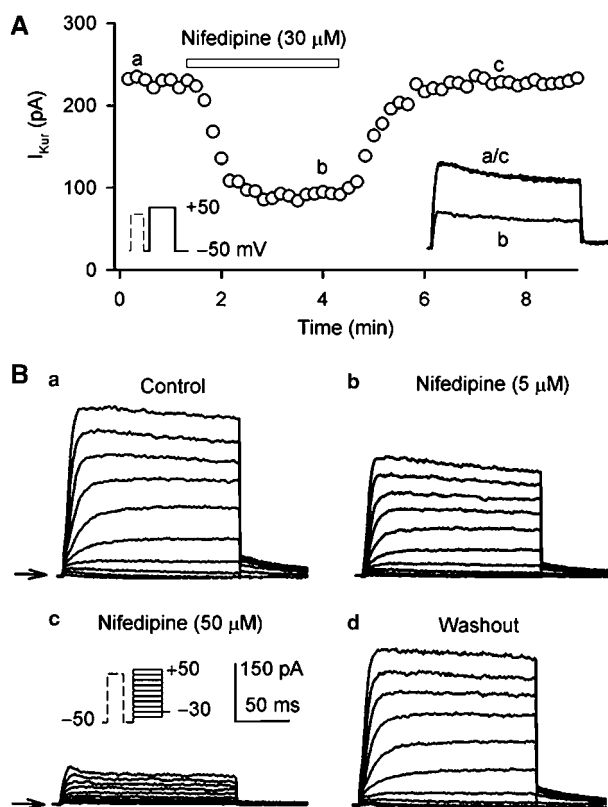 A
300
200
100
0
I_Kur (pA)
Nifedipine (30 μM)
a
b
c
+50
−50 mV
a/c
b
0 2 4 6 8
Time (min)
B
a Control
b Nifedipine (5 μM)
c Nifedipine (50 μM)
+50
−50
−30
150 pA
50 ms
d Washout